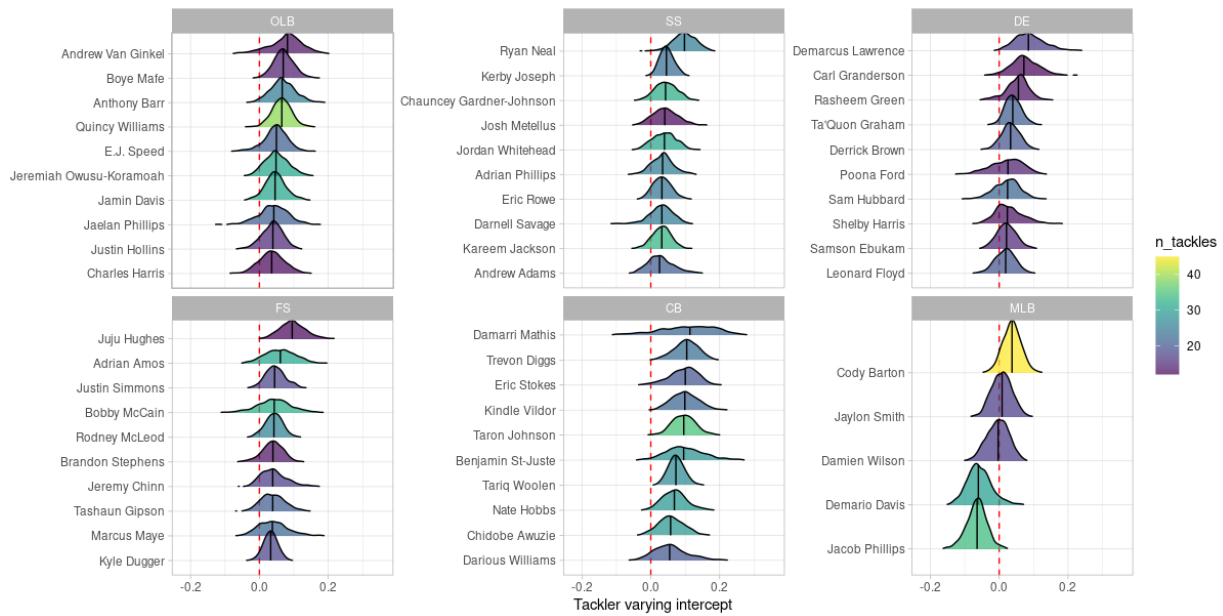 OLB
Andrew Van Ginkel
Boye Mafe
Anthony Barr
Quincy Williams
E.J. Speed
Jeremiah Owusu-Koramoah
Jamin Davis
Jaelan Phillips
Justin Hollins
Charles Harris
SS
Ryan Neal
Kerby Joseph
Chauncey Gardner-Johnson
Josh Metellus
Jordan Whitehead
Adrian Phillips
Eric Rowe
Darnell Savage
Kareem Jackson
Andrew Adams
DE
Demarcus Lawrence
Carl Granderson
Rasheem Green
Ta'Quon Graham
Derrick Brown
Poona Ford
Sam Hubbard
Shelby Harris
Samson Ebukam
Leonard Floyd
FS
Juju Hughes
Adrian Amos
Justin Simmons
Bobby McCain
Rodney McLeod
Brandon Stephens
Jeremy Chinn
Tashaun Gipson
Marcus Maye
Kyle Dugger
-0.2 0.0 0.2
CB
Damarri Mathis
Trevon Diggs
Eric Stokes
Kindle Vildor
Taron Johnson
Benjamin St-Juste
Tariq Woolen
Nate Hobbs
Chidobe Awuzie
Darious Williams
-0.2 0.0 0.2
MLB
Cody Barton
Jaylon Smith
Damien Wilson
Demario Davis
Jacob Phillips
-0.2 0.0 0.2
Tackler varying intercept
n_tackles
40
30
20